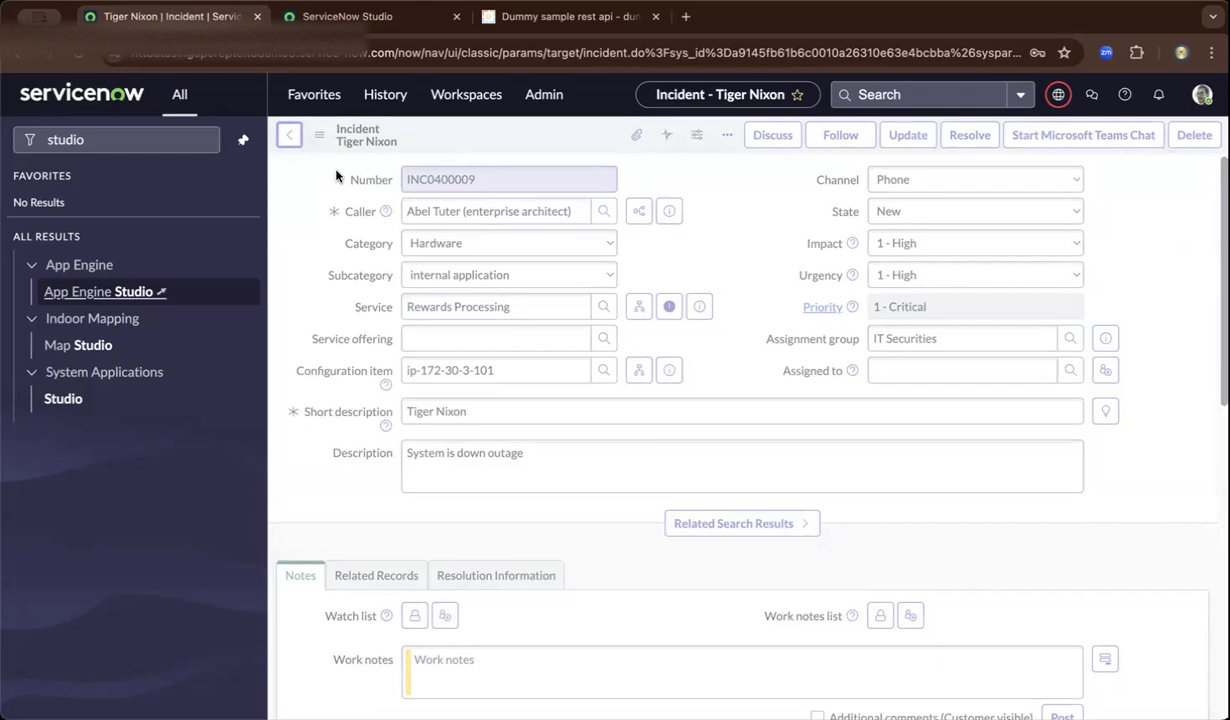 Tiger Nixon | Incident | Servic
ServiceNow Studio
Dummy sample rest api - dum
.com/now/nav/ui/classic/params/target/incident.do%3Fsys_id%3Da9145fb61b6c0010a26310e63e4bcbba%26syspar...
zm
servicenow
All
Favorites
History
Workspaces
Admin
Incident - Tiger Nixon
Search
studio
FAVORITES
No Results
ALL RESULTS
App Engine
App Engine Studio
Indoor Mapping
Map Studio
System Applications
Studio
Incident
Tiger Nixon
Discuss
Follow
Update
Resolve
Start Microsoft Teams Chat
Delete
Number
INC0400009
Channel
Phone
Caller
Abel Tuter (enterprise architect)
State
New
Category
Hardware
Impact
1 - High
Subcategory
internal application
Urgency
1 - High
Service
Rewards Processing
Priority
1 - Critical
Service offering
Assignment group
IT Securities
Configuration item
ip-172-30-3-101
Assigned to
Short description
Tiger Nixon
Description
System is down outage
Related Search Results
Notes
Related Records
Resolution Information
Watch list
Work notes list
Work notes
Work notes
Additional comments (Customer visible)
Post